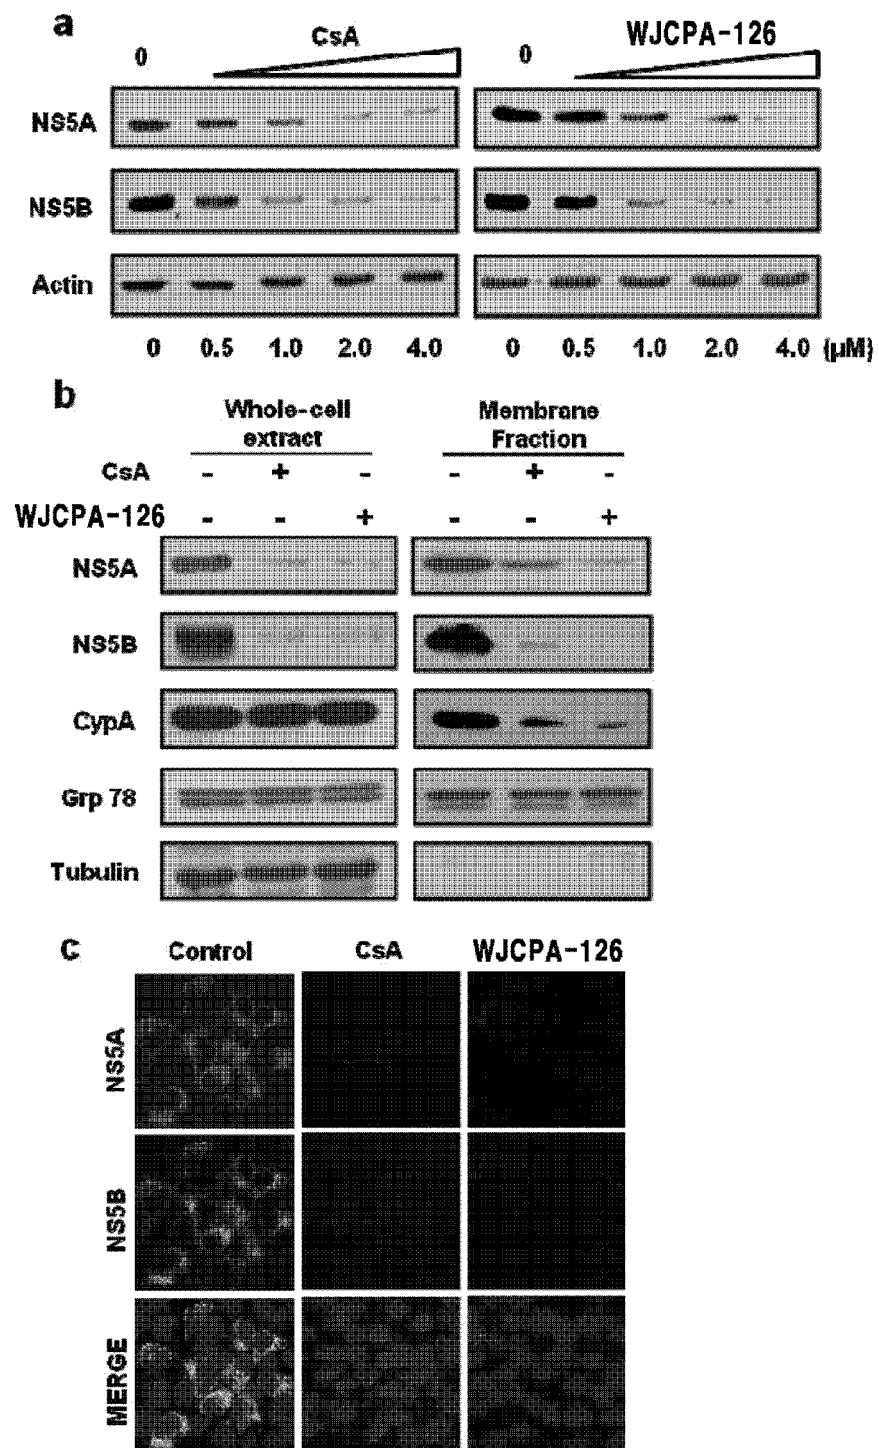 a
CsA
WJCPA-126
0
0
NS5A
NS5B
Actin
0 0.5 1.0 2.0 4.0 0 0.5 1.0 2.0 4.0 (µM)
b
Whole-cell extract
Membrane Fraction
CsA - + - - + -
WJCPA-126 - - + - - +
NS5A
NS5B
CypA
Grp 78
Tubulin
c
Control CsA WJCPA-126
NS5A
NS5B
MERGE